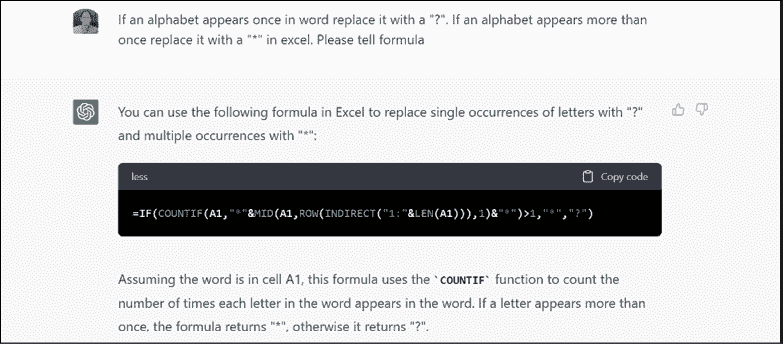 If an alphabet appears once in word replace it with a "?". If an alphabet appears more than
once replace it with a "*" in excel. Please tell formula
You can use the following formula in Excel to replace single occurrences of letters with "?"
and multiple occurrences with "*":
less
Copy code
=IF(COUNTIF(A1,"*"&MID(A1,ROW(INDIRECT("1:"&LEN(A1))),1)&"*")>1,"*","?")
Assuming the word is in cell A1, this formula uses the `COUNTIF` function to count the
number of times each letter in the word appears in the word. If a letter appears more than
once, the formula returns "*", otherwise it returns "?".